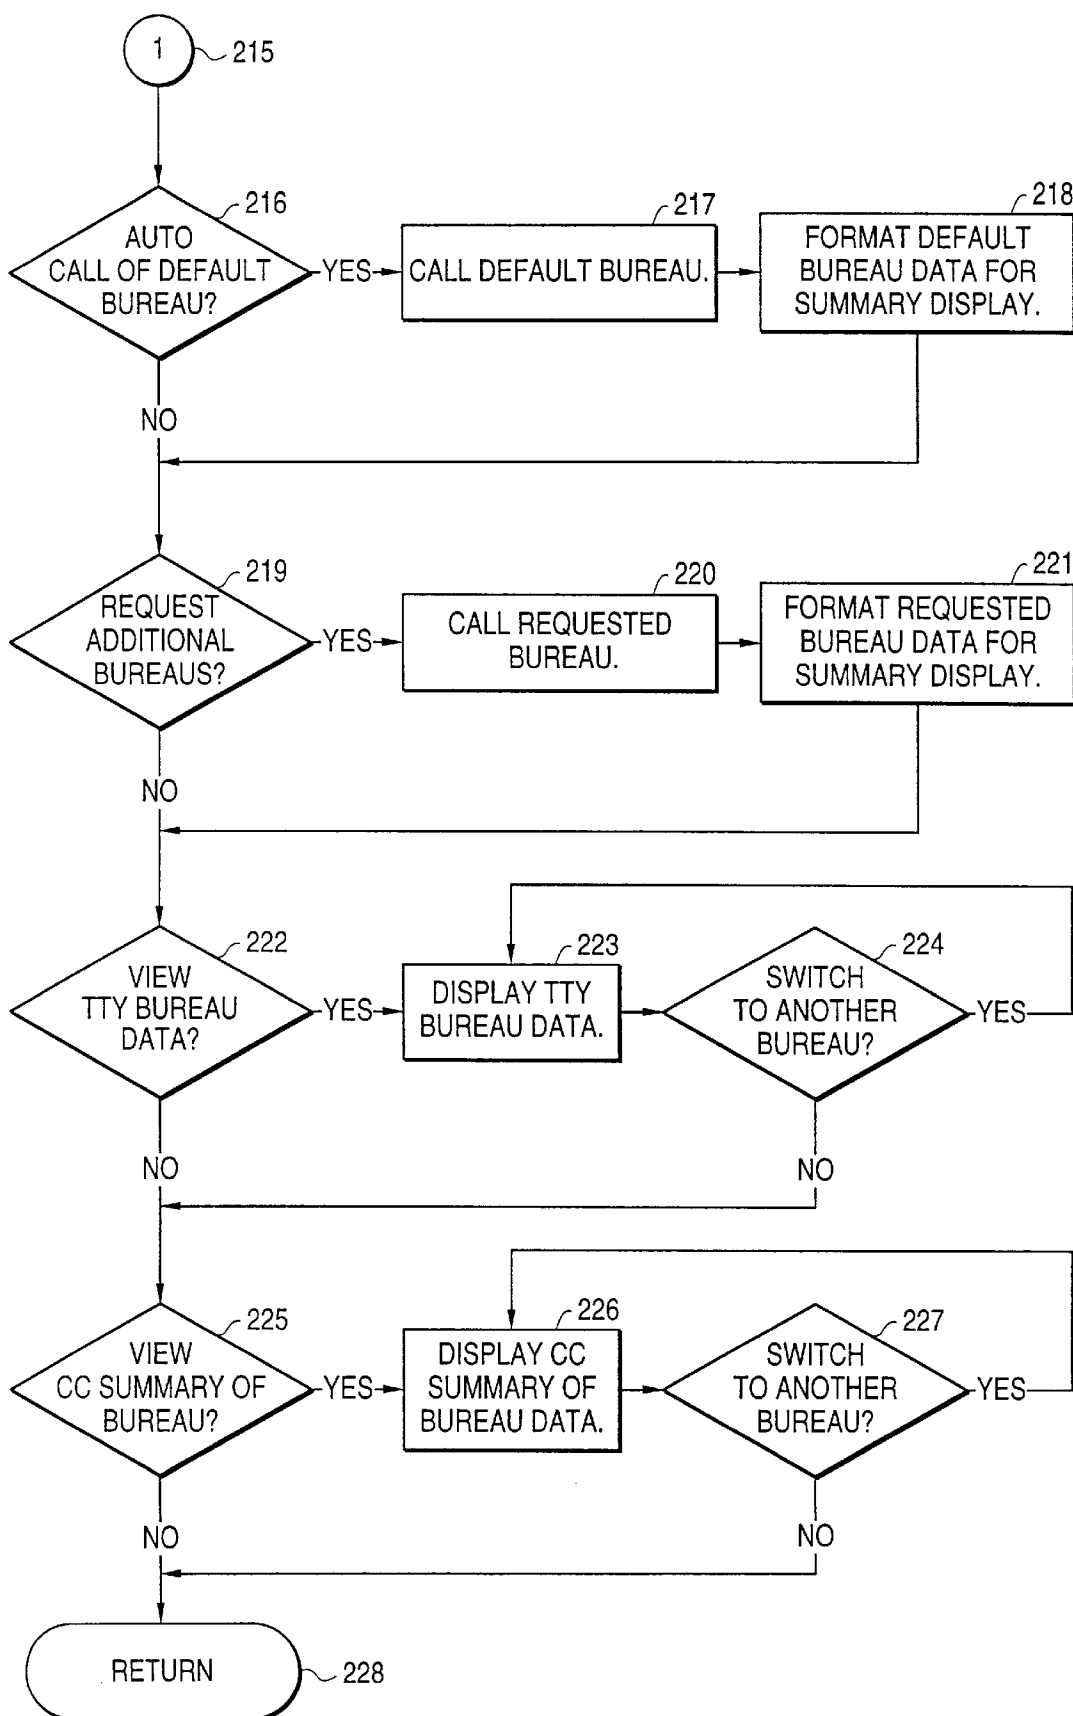 1
215
216
AUTO
CALL OF DEFAULT
BUREAU?
YES
217
CALL DEFAULT BUREAU.
218
FORMAT DEFAULT
BUREAU DATA FOR
SUMMARY DISPLAY.
NO
219
REQUEST
ADDITIONAL
BUREAUS?
YES
220
CALL REQUESTED
BUREAU.
221
FORMAT REQUESTED
BUREAU DATA FOR
SUMMARY DISPLAY.
NO
222
VIEW
TTY BUREAU
DATA?
YES
223
DISPLAY TTY
BUREAU DATA.
224
SWITCH
TO ANOTHER
BUREAU?
YES
NO
NO
225
VIEW
CC SUMMARY OF
BUREAU?
YES
226
DISPLAY CC
SUMMARY OF
BUREAU DATA.
227
SWITCH
TO ANOTHER
BUREAU?
YES
NO
NO
RETURN
228